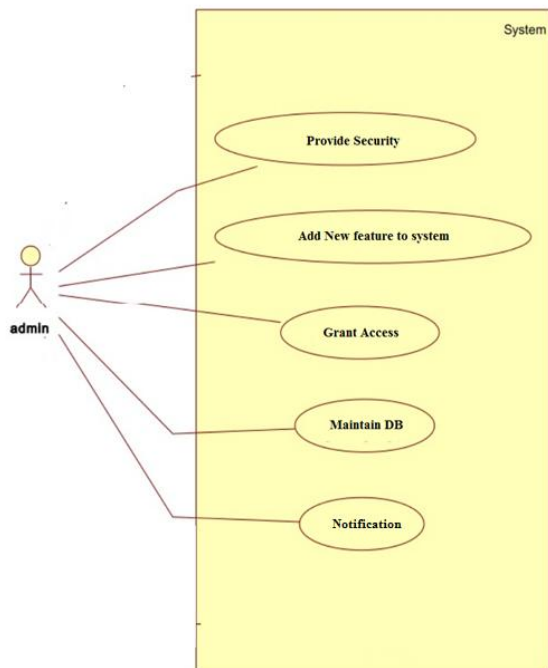 System
Provide Security
Add New feature to system
admin
Grant Access
Maintain DB
Notification